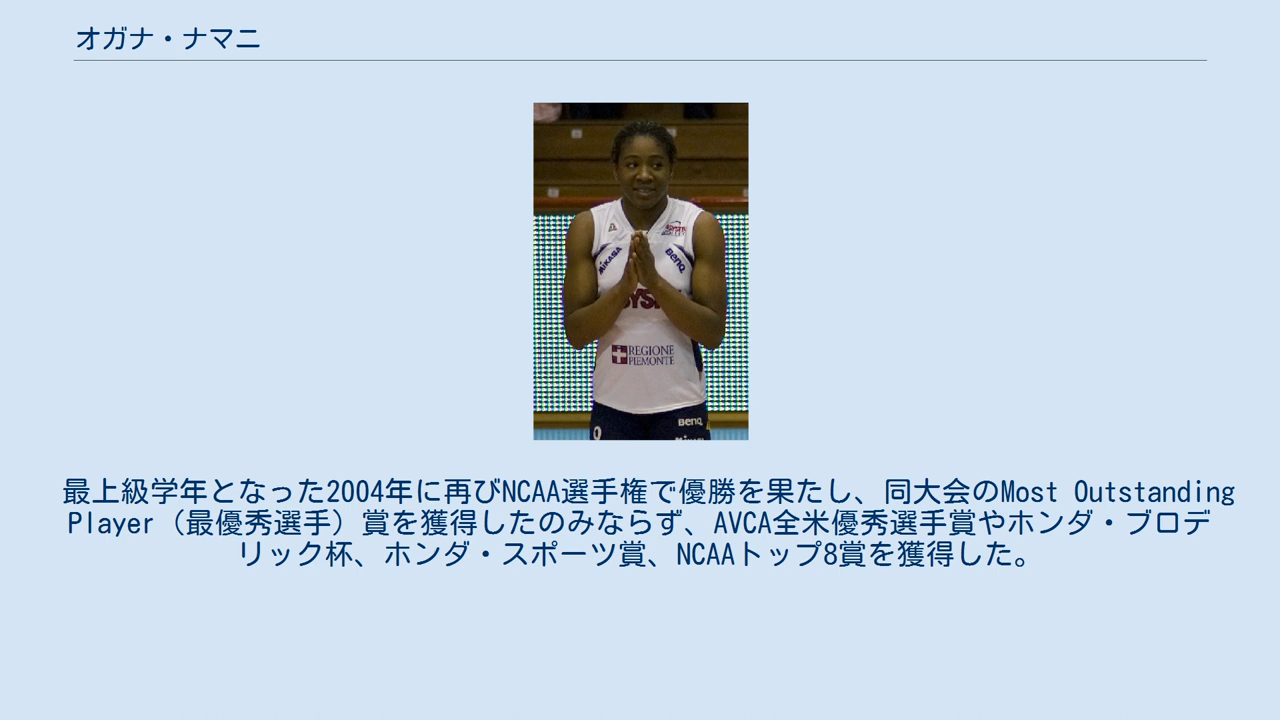 オガナ・ナマニ
MIKASA
BenQ
REGIONE
PIEMONTE
BenQ
最上級学年となった2004年に再びNCAA選手権で優勝を果たし、同大会のMost Outstanding
Player（最優秀選手）賞を獲得したのみならず、AVCA全米優秀選手賞やホンダ・ブロデ
リック杯、ホンダ・スポーツ賞、NCAAトップ8賞を獲得した。